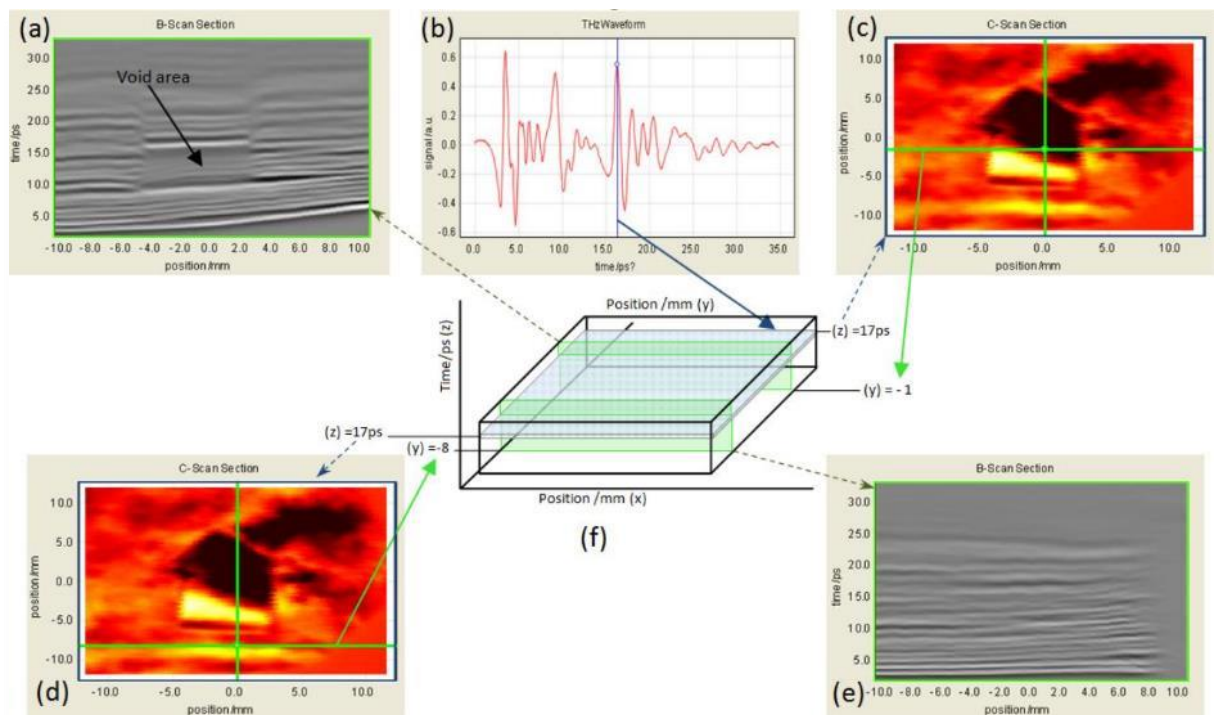 (a)
B-Scan Section
Void area
time /ps
30.0
25.0
20.0
15.0
10.0
5.0
-10.0 -8.0 -6.0 -4.0 -2.0 0.0 2.0 4.0 6.0 8.0 10.0
position /mm
(b)
THz Waveform
signal /a.u.
0.6
0.4
0.2
0.0
-0.2
-0.4
-0.6
0.0 5.0 10.0 15.0 20.0 25.0 30.0 35.0
time/ps?
(c)
C-Scan Section
position /mm
10.0
5.0
0.0
-5.0
-10.0
-10.0 -5.0 0.0 5.0 10.0
position /mm
Position /mm (y)
Time/ps (z)
(z) =17ps
(y) = - 1
(z) =17ps
(y) =-8
Position /mm (x)
(f)
C-Scan Section
position /mm
10.0
5.0
0.0
-5.0
-10.0
-10.0 -5.0 0.0 5.0 10.0
position /mm
(d)
B-Scan Section
time /ps
30.0
25.0
20.0
15.0
10.0
5.0
-10.0 -8.0 -6.0 -4.0 -2.0 0.0 2.0 4.0 6.0 8.0 10.0
position /mm
(e)